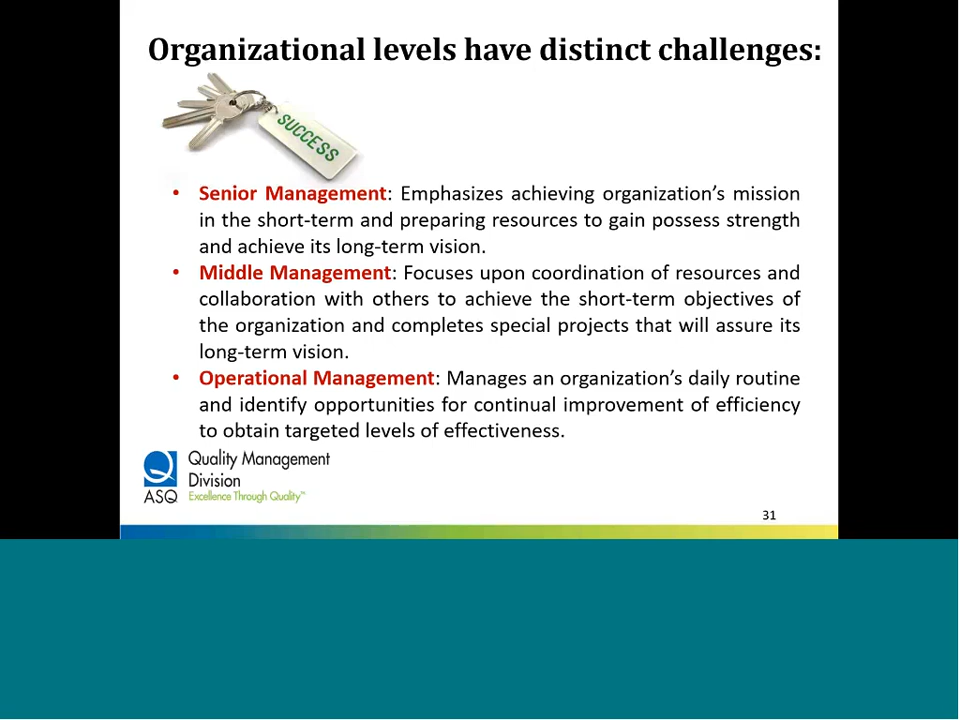 Organizational levels have distinct challenges:
SUCCESS
• Senior Management: Emphasizes achieving organization’s mission
in the short-term and preparing resources to gain possess strength
and achieve its long-term vision.
• Middle Management: Focuses upon coordination of resources and
collaboration with others to achieve the short-term objectives of
the organization and completes special projects that will assure its
long-term vision.
• Operational Management: Manages an organization’s daily routine
and identify opportunities for continual improvement of efficiency
to obtain targeted levels of effectiveness.
Quality Management
Division
ASQ Excellence Through Quality™
31